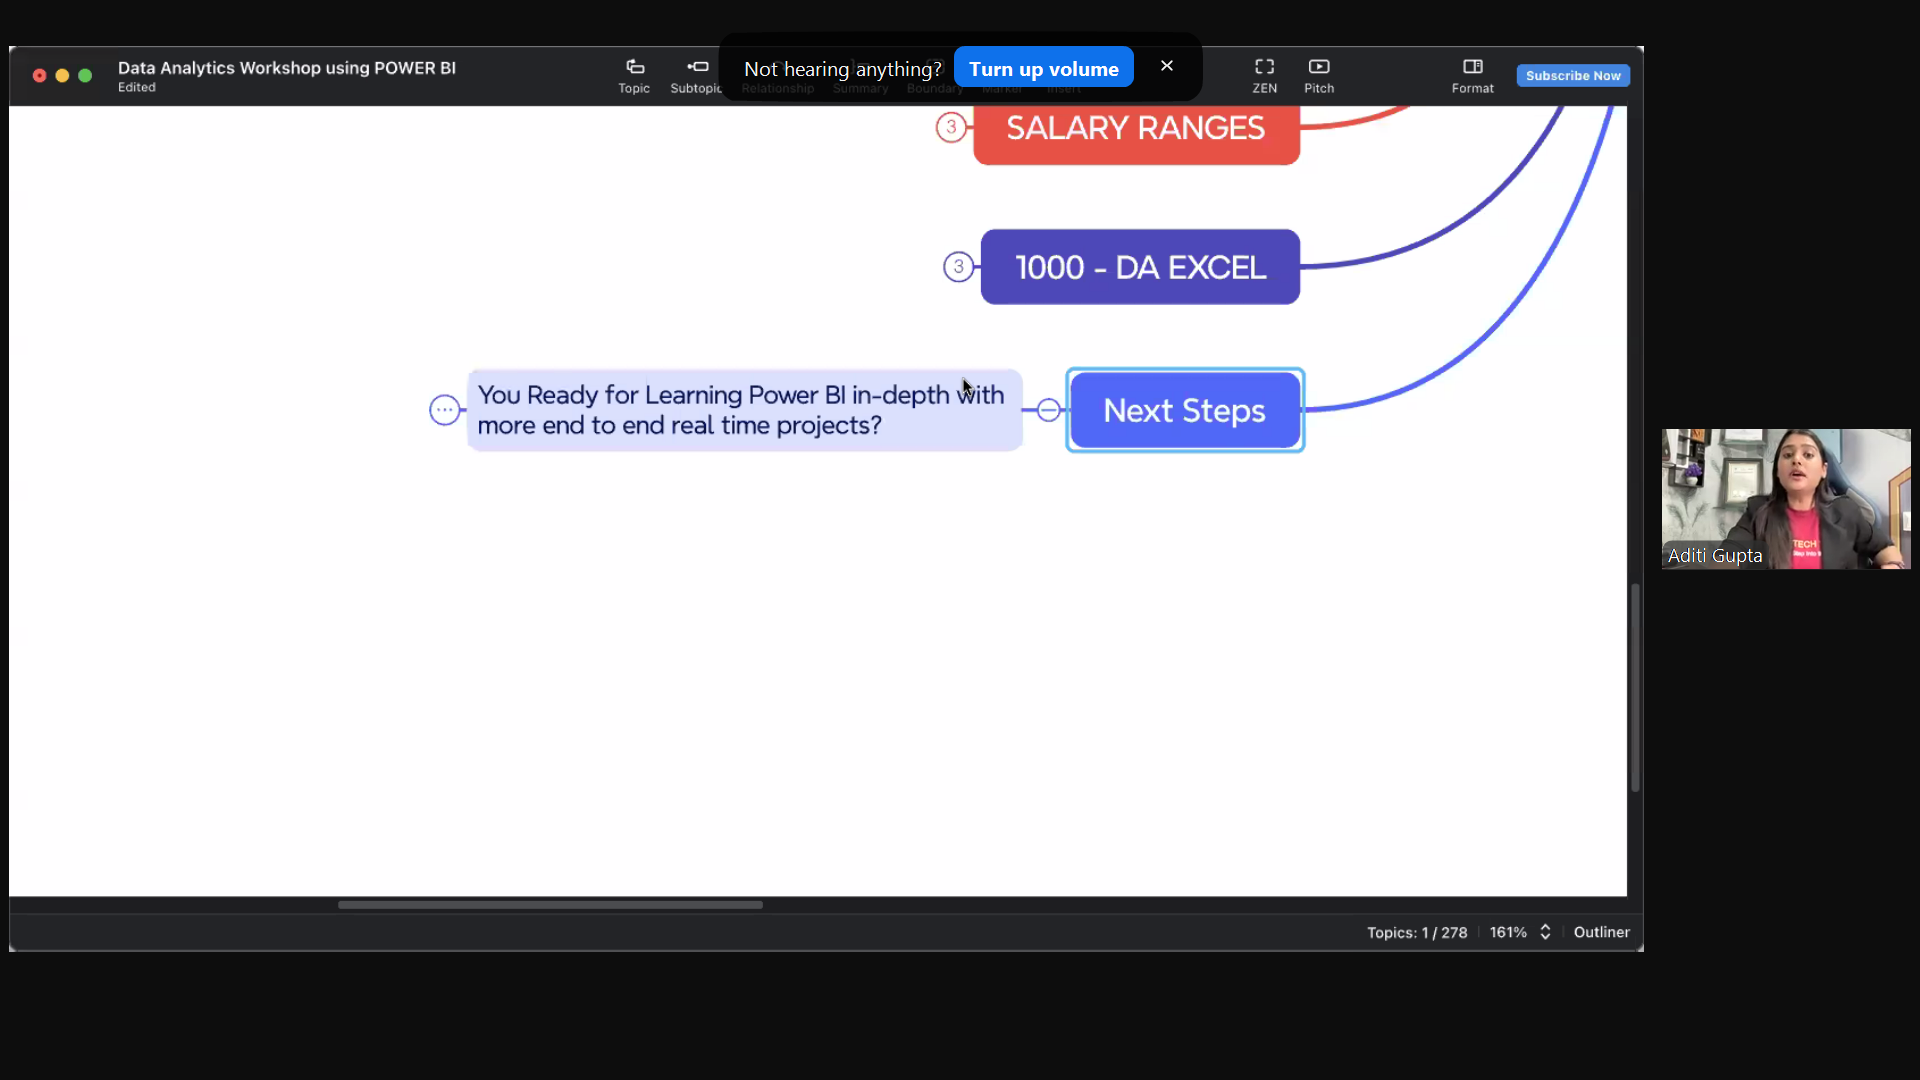 Data Analytics Workshop using POWER BI
Edited
Topic
Subtopic
Relationship
Summary
Boundary
Marker
Insert
Not hearing anything?
Turn up volume
ZEN
Pitch
Format
Subscribe Now
3
SALARY RANGES
3
1000 - DA EXCEL
You Ready for Learning Power BI in-depth with
more end to end real time projects?
Next Steps
TECH
Aditi Gupta
Topics: 1 / 278
161%
Outliner